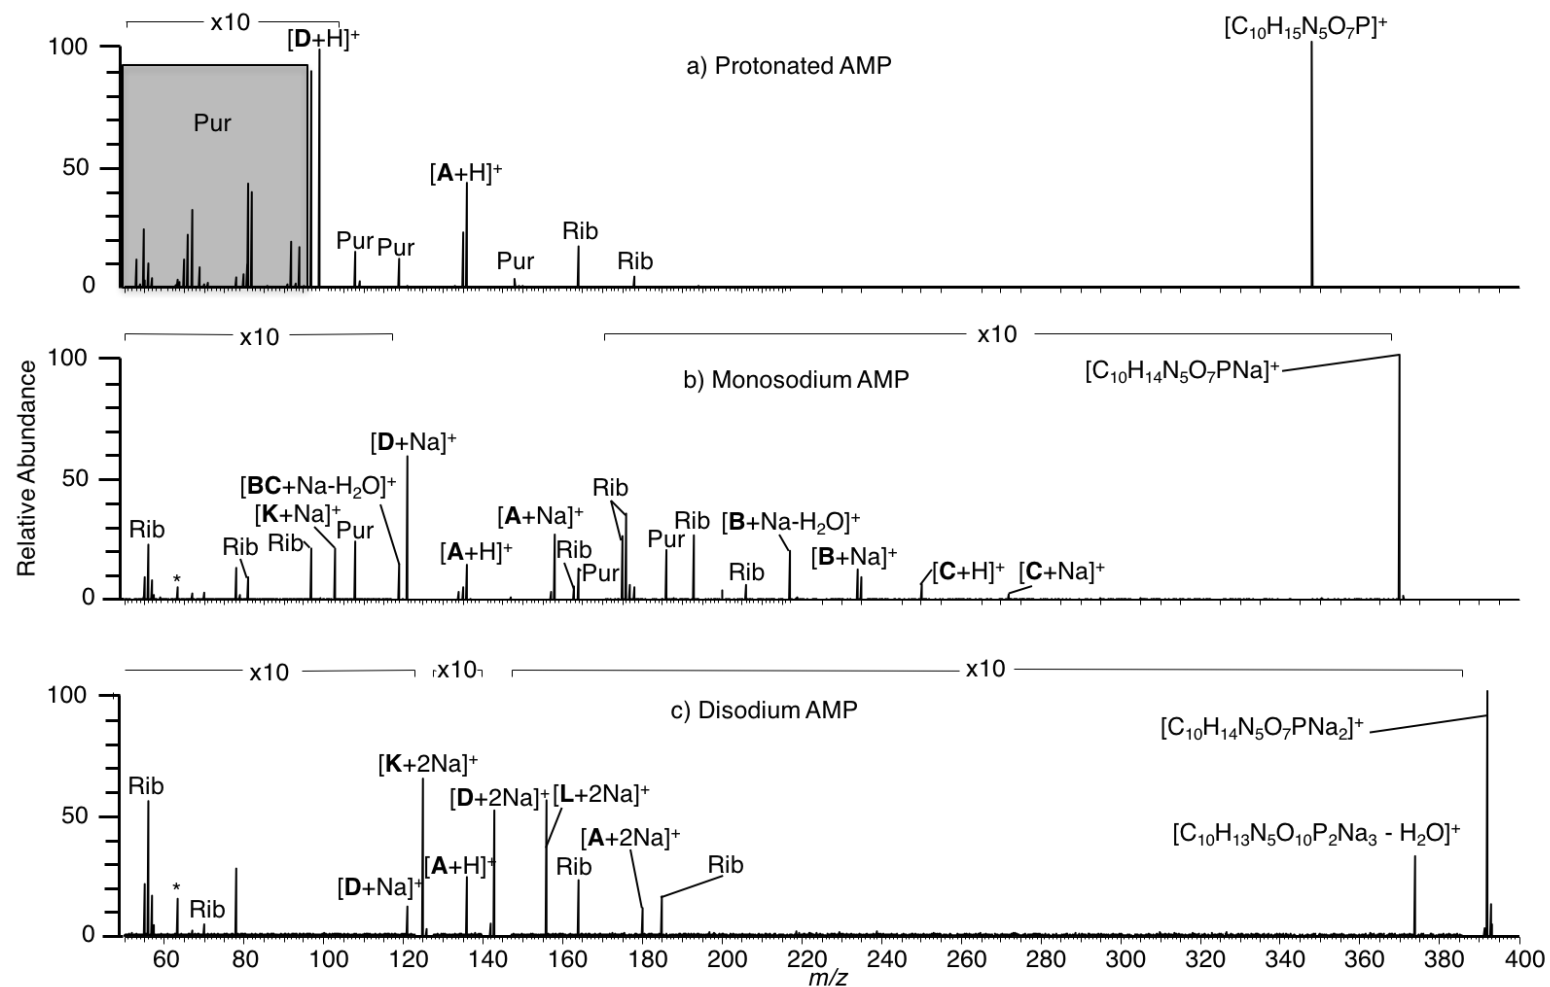 x10
[D+H]⁺
[C₁₀H₁₅N₅O₇P]⁺
100
a) Protonated AMP
Pur
50
[A+H]⁺
Pur
Pur
Rib
Pur
Rib
0
x10
x10
100
[C₁₀H₁₄N₅O₇PNa]⁺
b) Monosodium AMP
Relative Abundance
[D+Na]⁺
50
[BC+Na-H₂O]⁺
Rib
[K+Na]⁺
[A+Na]⁺
Rib
[B+Na-H₂O]⁺
Rib
Pur
Rib
Rib
Pur
[A+H]⁺
Rib
[B+Na]⁺
*
Pur
Rib
[C+H]⁺
[C+Na]⁺
0
x10
x10
x10
100
c) Disodium AMP
[C₁₀H₁₄N₅O₇PNa₂]⁺
[K+2Na]⁺
Rib
[D+2Na]⁺
[L+2Na]⁺
50
[A+2Na]⁺
[C₁₀H₁₃N₅O₁₀P₂Na₃ - H₂O]⁺
[A+H]⁺
Rib
Rib
*
[D+Na]⁺
Rib
0
60 80 100 120 140 160 180 200 220 240 260 280 300 320 340 360 380 400
m/z